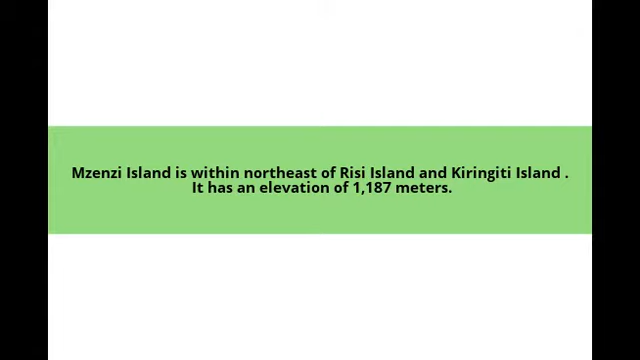 Mzenzi Island is within northeast of Risi Island and Kiringiti Island .
It has an elevation of 1,187 meters.